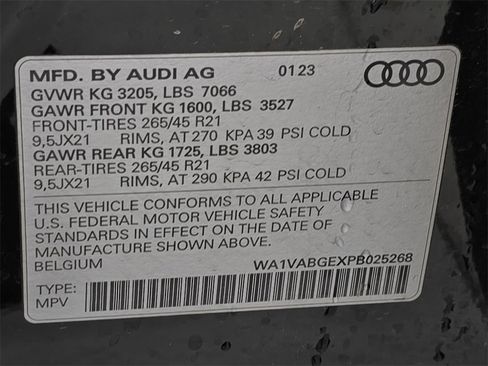 MFD. BY AUDI AG 0123
GVWR KG 3205, LBS 7066
GAWR FRONT KG 1600, LBS 3527
FRONT-TIRES 265/45 R21
9,5JX21 RIMS, AT 270 KPA 39 PSI COLD
GAWR REAR KG 1725, LBS 3803
REAR-TIRES 265/45 R21
9,5JX21 RIMS, AT 290 KPA 42 PSI COLD
THIS VEHICLE CONFORMS TO ALL APPLICABLE
U.S. FEDERAL MOTOR VEHICLE SAFETY
STANDARDS IN EFFECT ON THE DATE OF
MANUFACTURE SHOWN ABOVE.
BELGIUM WA1VABGEXPB025268
TYPE:
MPV